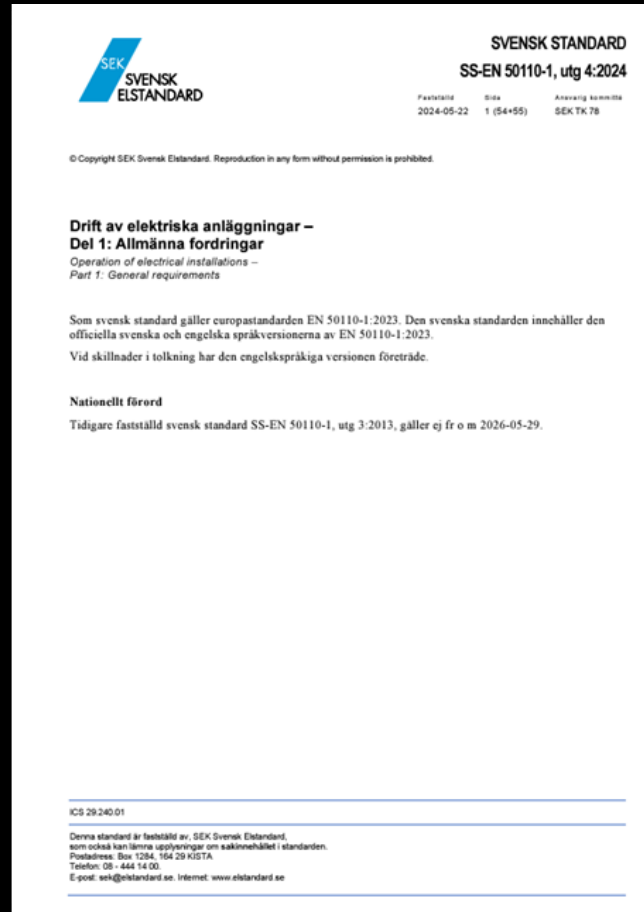 SEK
SVENSK
ELSTANDARD
SVENSK STANDARD
SS-EN 50110-1, utg 4:2024
Fastställd Sida Ansvarig kommitté
2024-05-22 1 (54+55) SEK TK 78
© Copyright SEK Svensk Elstandard. Reproduction in any form without permission is prohibited.
Drift av elektriska anläggningar –
Del 1: Allmänna fordringar
Operation of electrical installations –
Part 1: General requirements
Som svensk standard gäller europastandarden EN 50110-1:2023. Den svenska standarden innehåller den
officiella svenska och engelska språkversionerna av EN 50110-1:2023.
Vid skillnader i tolkning har den engelskspråkiga versionen företräde.
Nationellt förord
Tidigare fastställd svensk standard SS-EN 50110-1, utg 3:2013, gäller ej fr o m 2026-05-29.
ICS 29.240.01
Denna standard är fastställd av, SEK Svensk Elstandard,
som också kan lämna upplysningar om sakinnehållet i standarden.
Postadress: Box 1284, 164 29 KISTA
Telefon: 08 - 444 14 00.
E-post: sek@elstandard.se. Internet: www.elstandard.se